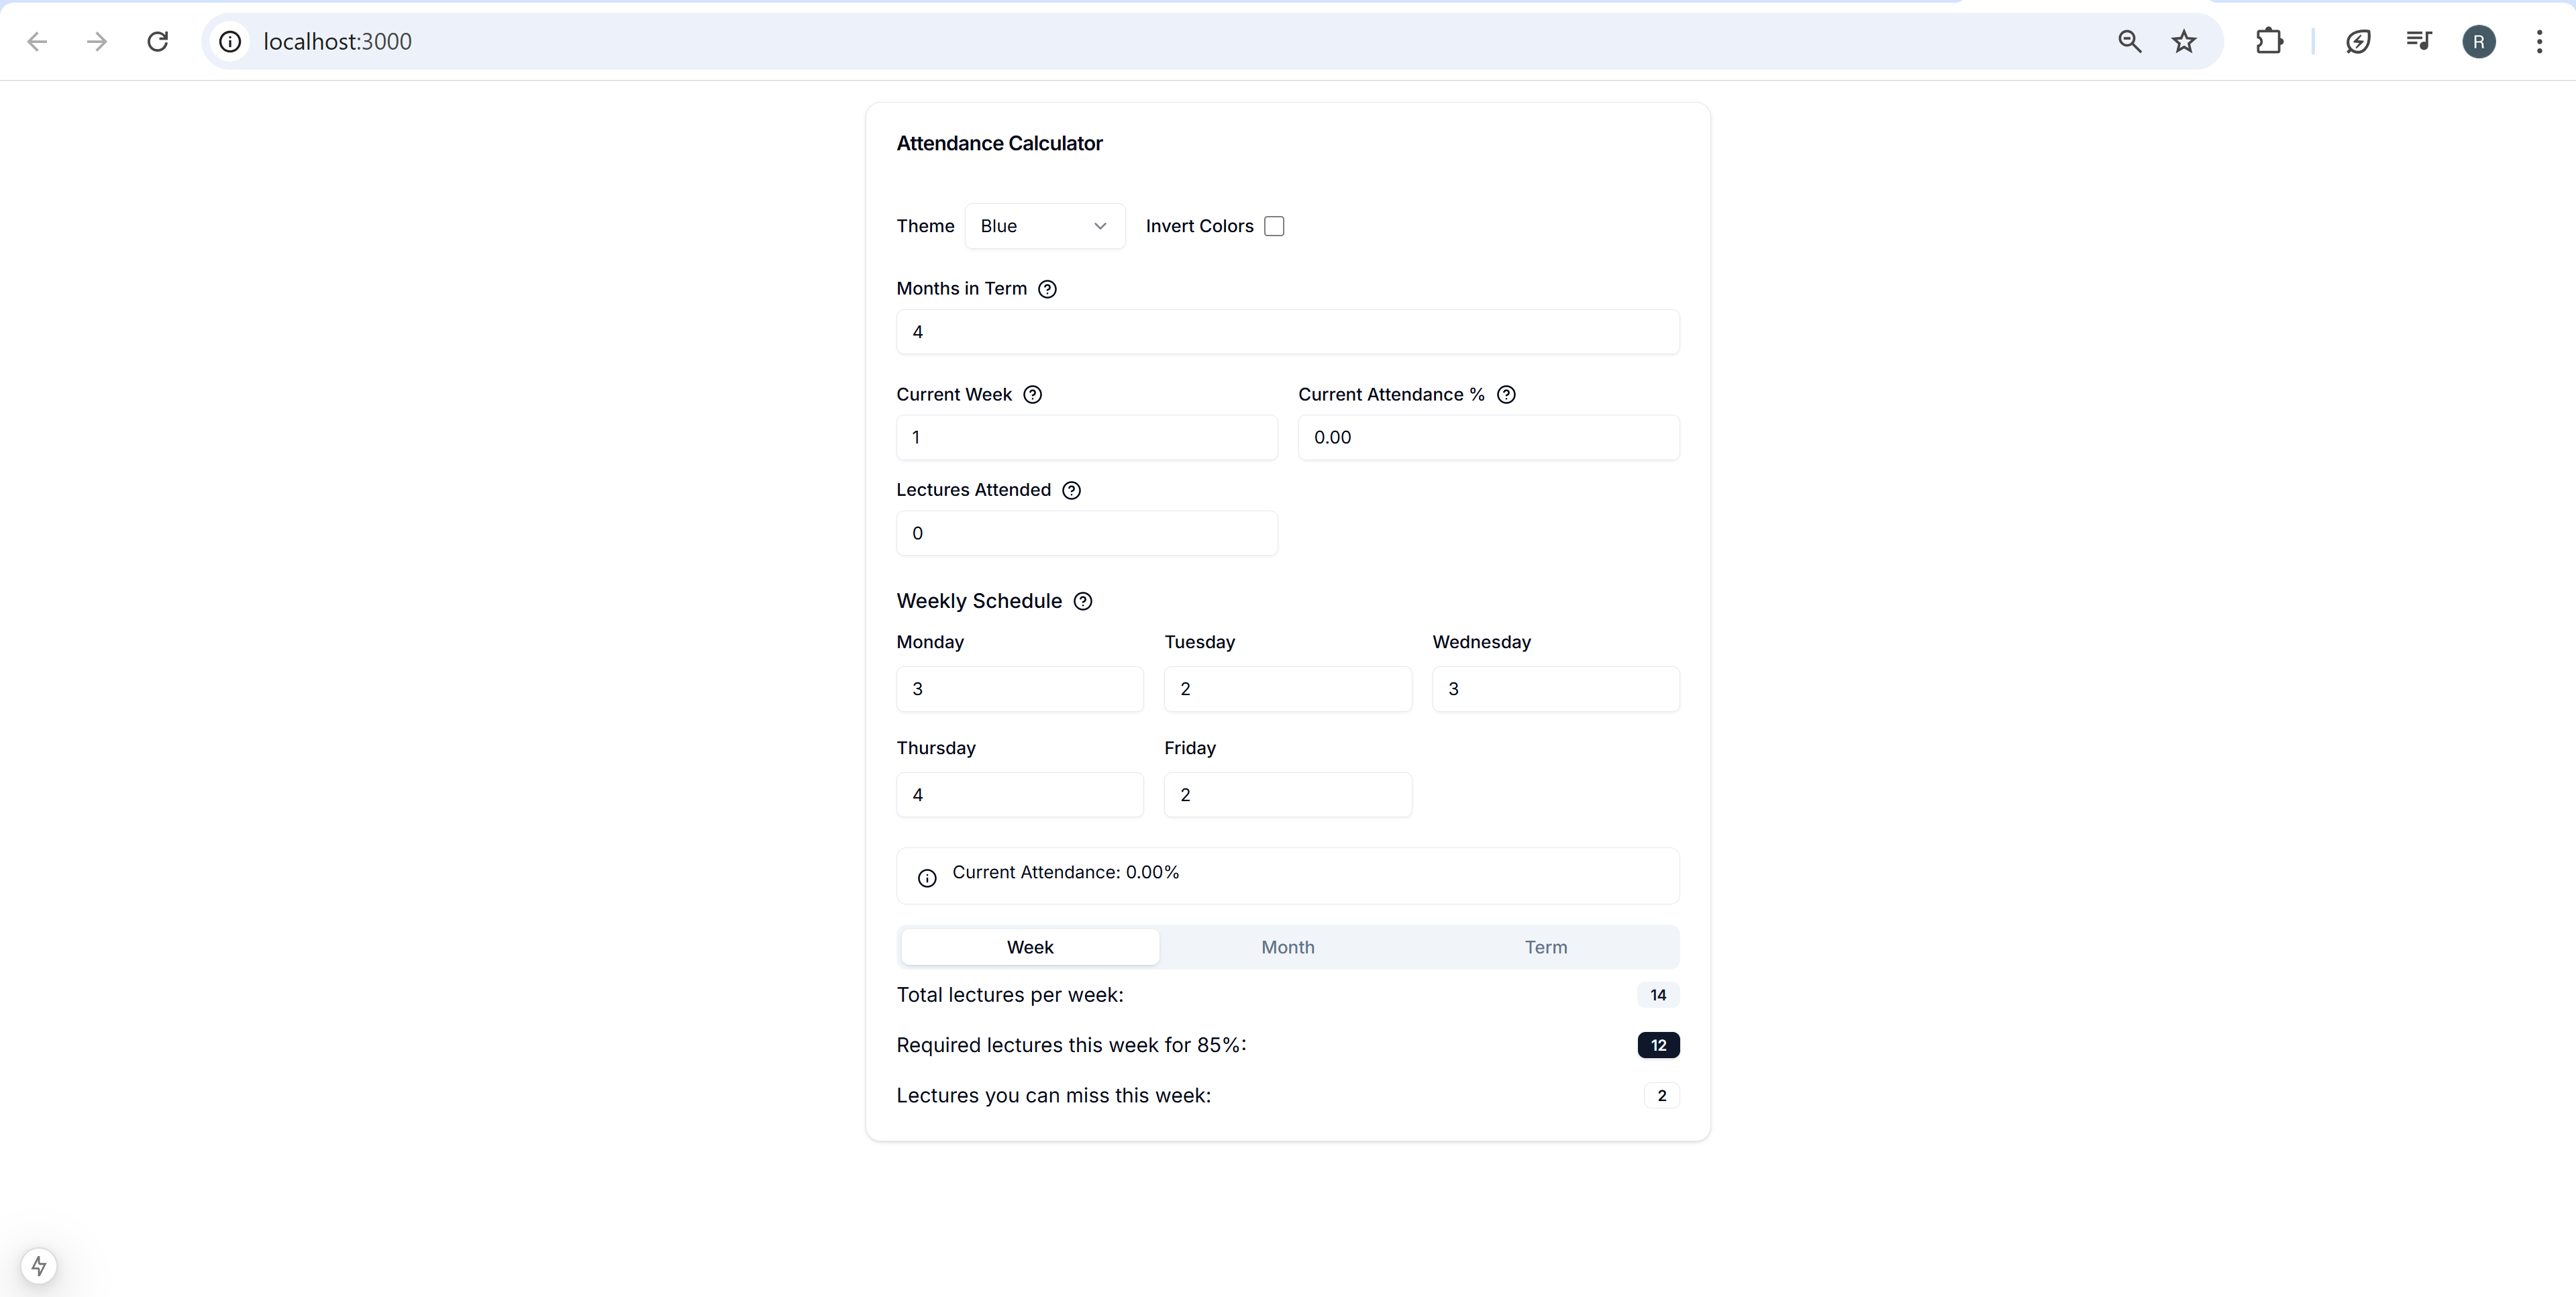 localhost:3000
R
Attendance Calculator
Theme Blue Invert Colors
Months in Term
4
Current Week Current Attendance %
1 0.00
Lectures Attended
0
Weekly Schedule
Monday Tuesday Wednesday
3 2 3
Thursday Friday
4 2
Current Attendance: 0.00%
Week Month Term
Total lectures per week: 14
Required lectures this week for 85%: 12
Lectures you can miss this week: 2